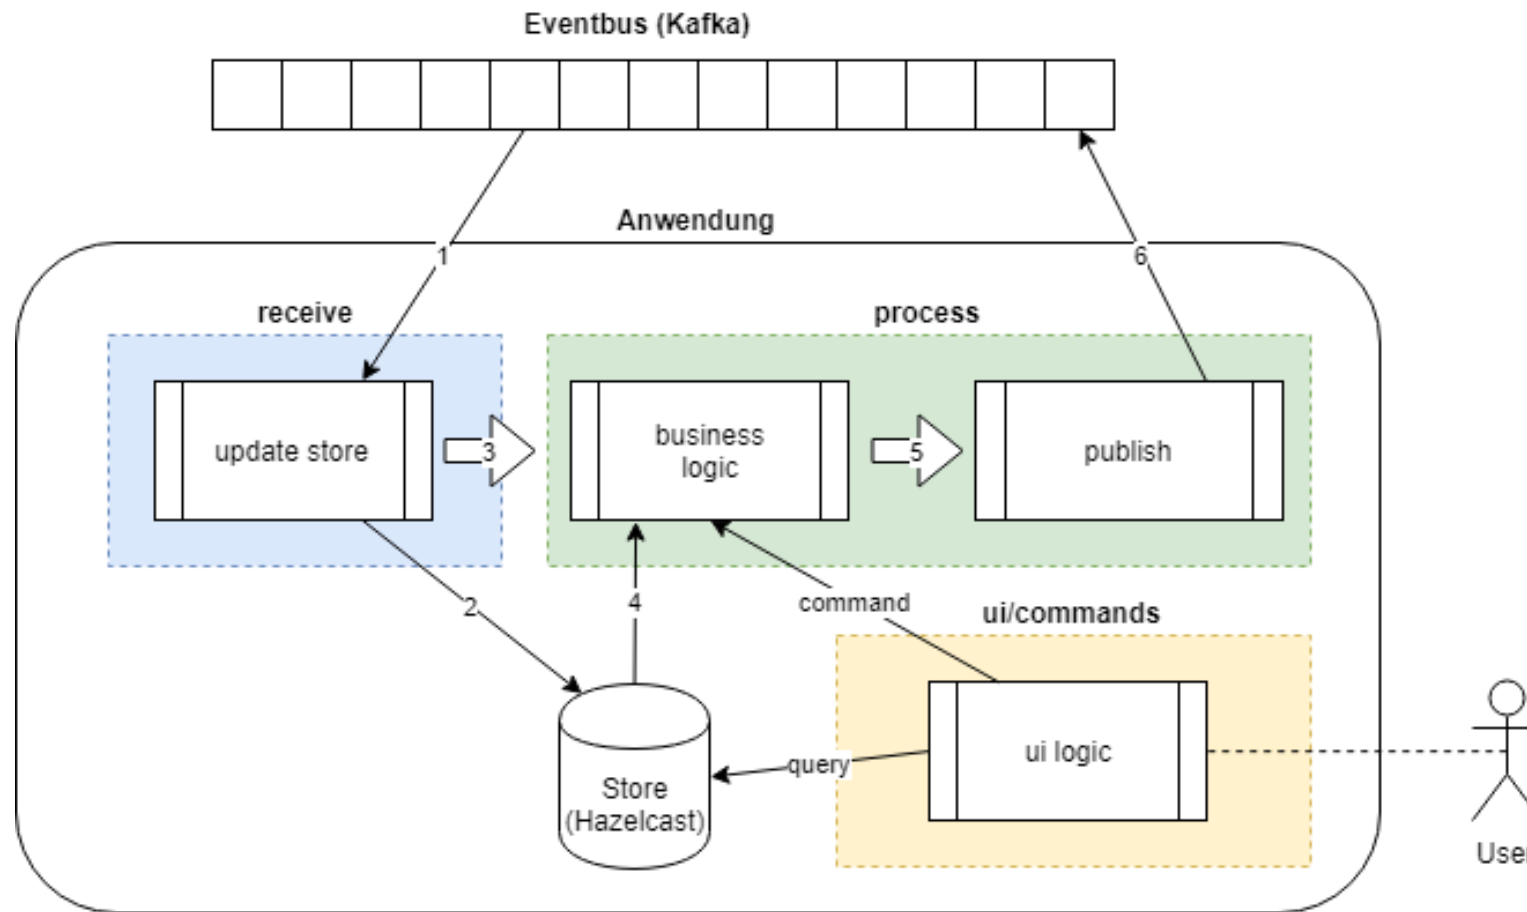 Eventbus (Kafka)
Anwendung
1
6
receive
process
update store
3
business
logic
5
publish
2
4
command
ui/commands
query
ui logic
Store
(Hazelcast)
User